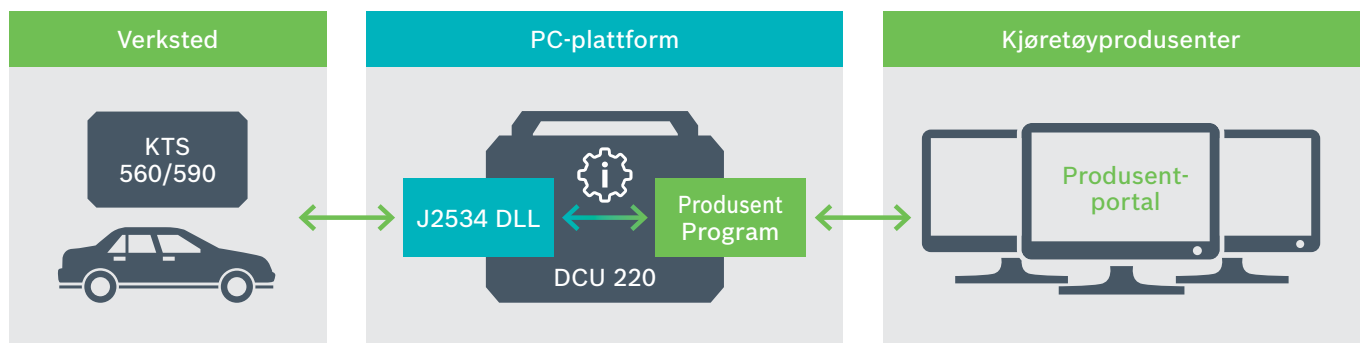 Verksted
PC-plattform
Kjøretøyprodusenter
KTS
560/590
J2534 DLL
i
Produsent
Program
DCU 220
Produsent-
portal